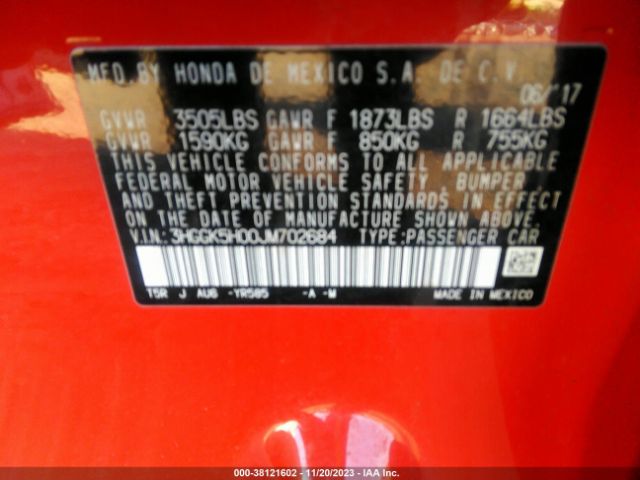 MFD.BY HONDA DE MEXICO S.A. DE C.V.
06/17
GVWR 3505LBS GAWR F 1873LBS R 1664LBS
GVWR 1590KG GAWR F 850KG R 755KG
THIS VEHICLE CONFORMS TO ALL APPLICABLE
FEDERAL MOTOR VEHICLE SAFETY, BUMPER,
AND THEFT PREVENTION STANDARDS IN EFFECT
ON THE DATE OF MANUFACTURE SHOWN ABOVE.
V.I.N.:3HGGK5H00JM702684 TYPE:PASSENGER CAR
T5R J AUG -YR585 -A -M MADE IN MEXICO
000-38121602 - 11/20/2023 - IAA Inc.